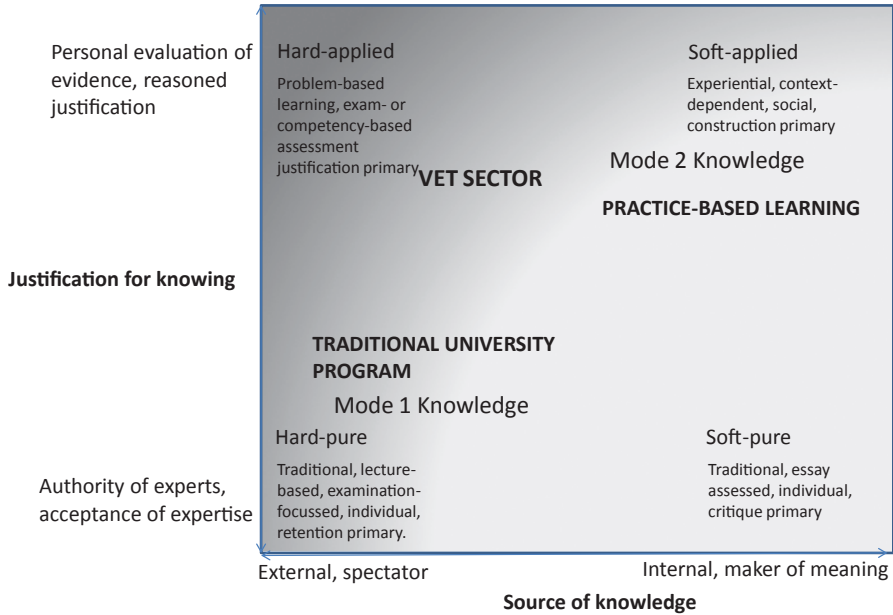 Personal evaluation of
evidence, reasoned
justification
Hard-applied
Problem-based
learning, exam- or
competency-based
assessment
justification primary
VET SECTOR
Soft-applied
Experiential, context-
dependent, social,
construction primary
Mode 2 Knowledge
PRACTICE-BASED LEARNING
Justification for knowing
TRADITIONAL UNIVERSITY
PROGRAM
Mode 1 Knowledge
Hard-pure
Traditional, lecture-
based, examination-
focussed, individual,
retention primary.
Soft-pure
Traditional, essay
assessed, individual,
critique primary
Authority of experts,
acceptance of expertise
External, spectator
Internal, maker of meaning
Source of knowledge